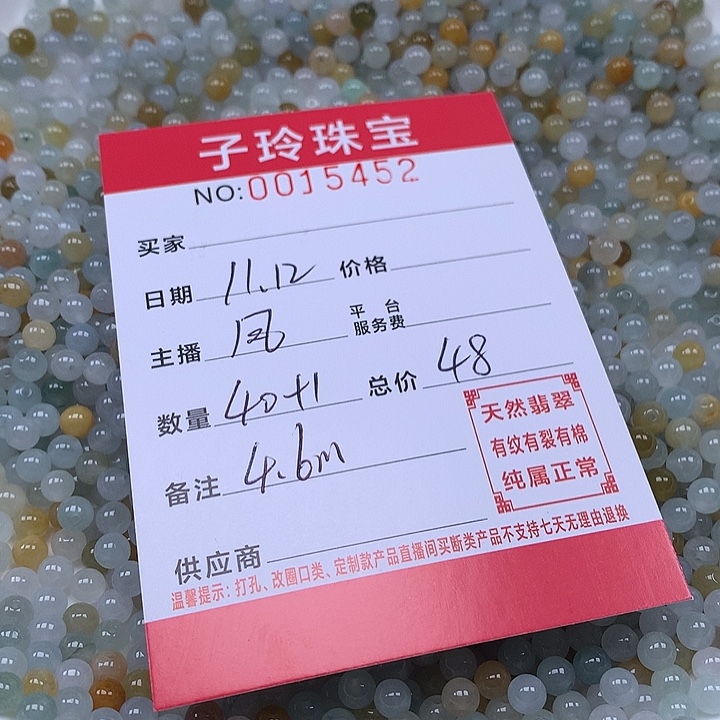 子玲珠宝
NO:0015452
买家
日期 11.12 价格
主播 凤 平台服务费
数量 40+1 总价 48
备注 4.6m
天然翡翠
有纹有裂有棉
纯属正常
供应商
温馨提示：打孔、改圈口类、定制款产品直播间买断类产品不支持七天无理由退换